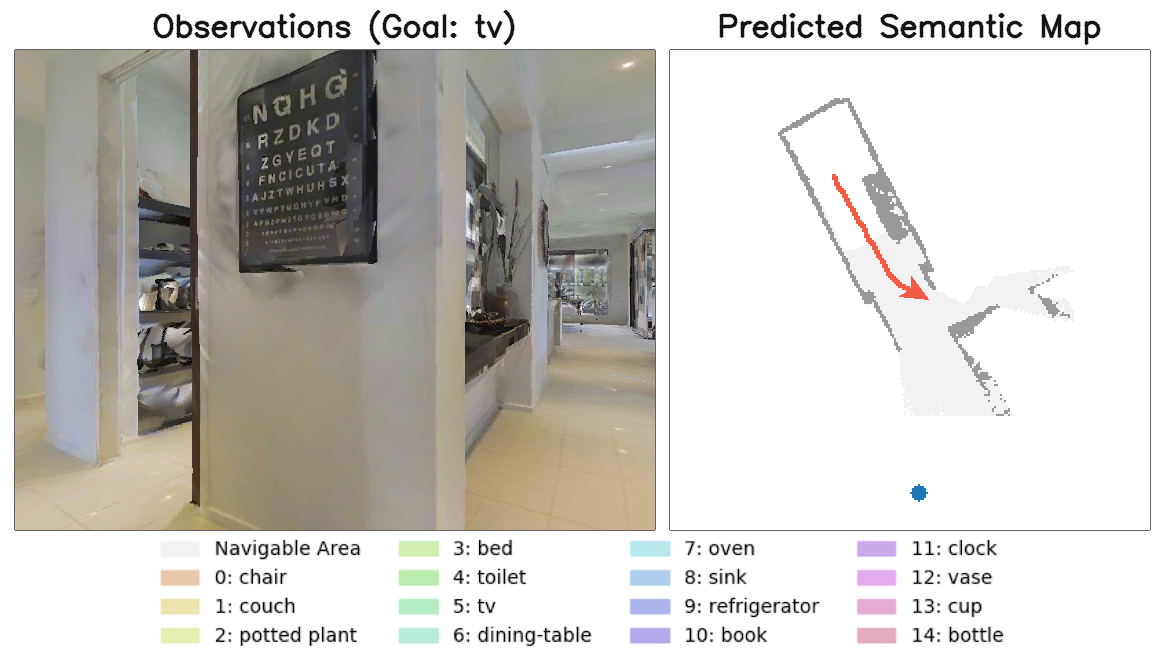 Observations (Goal: tv)
Predicted Semantic Map
NQHG
RZDKD
ZGYEQT
FNCICUTA
AJZTWHUHSX
Navigable Area
0: chair
1: couch
2: potted plant
3: bed
4: toilet
5: tv
6: dining-table
7: oven
8: sink
9: refrigerator
10: book
11: clock
12: vase
13: cup
14: bottle